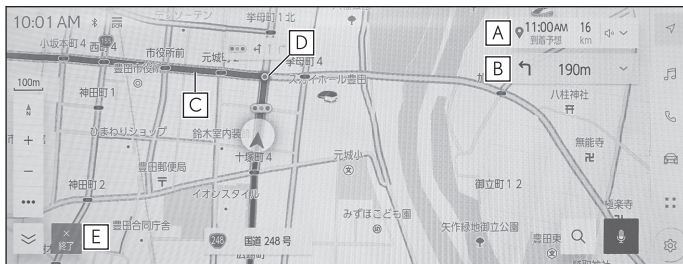 10:01 AM
挙母町1北
A
11:00AM 16
到着予想 km
小坂本町4
西町4
市役所前
元城町
D
挙母町4
B
190m
豊田市役所
スカイホール豊田
100m
C
八柱神社
神田町1
N
ひまわりショップ
鈴木室内装
無能寺
十塚町4
元城小
豊田郵便局
神田町2
イオンスタイル
御立町12
極楽寺
みずほこども園
×
終了
E
豊田合同庁舎
248
国道248号
矢作緑地御立公園
豊田東